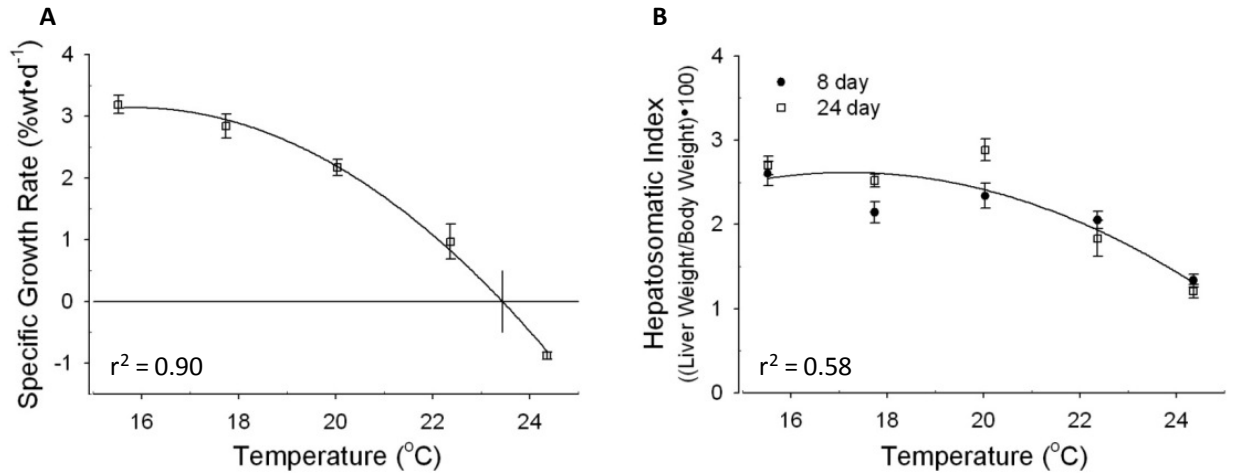 A
Specific Growth Rate (%wt•d⁻¹)
4
3
2
1
0
-1
r² = 0.90
16
18
20
22
24
Temperature (°C)
B
Hepatosomatic Index
((Liver Weight/Body Weight)•100)
4
3
2
1
0
8 day
24 day
r² = 0.58
16
18
20
22
24
Temperature (°C)